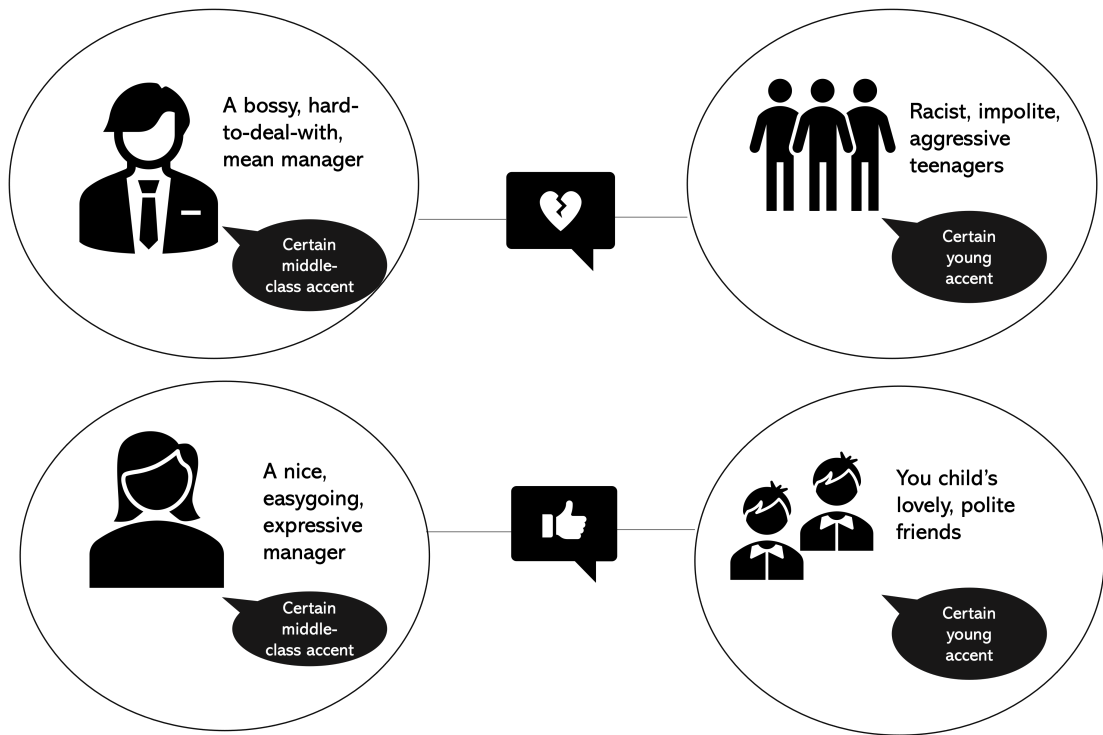 A bossy, hard-
to-deal-with,
mean manager
Certain
middle-
class accent
Racist, impolite,
aggressive
teenagers
Certain
young
accent
A nice,
easygoing,
expressive
manager
Certain
middle-
class accent
You child's
lovely, polite
friends
Certain
young
accent